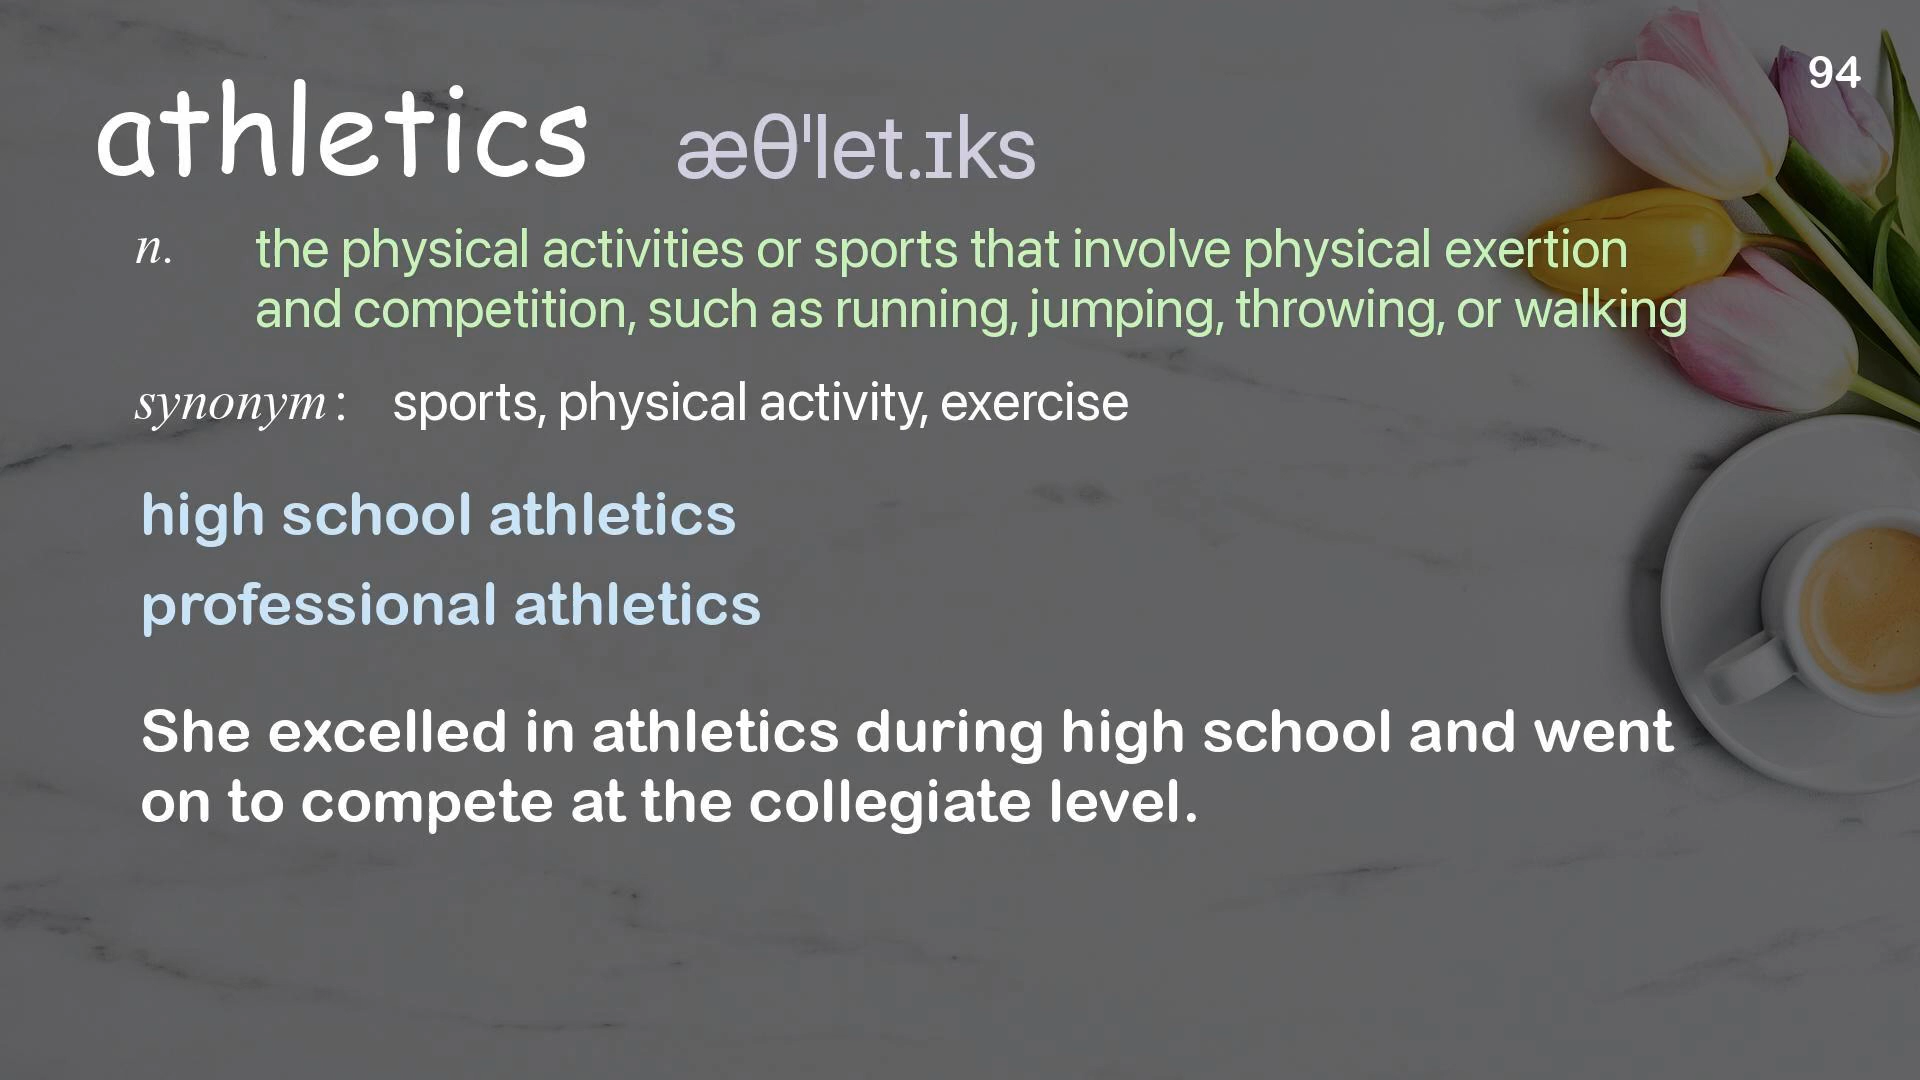 94
athletics æθˈlet.ɪks
n. the physical activities or sports that involve physical exertion
and competition, such as running, jumping, throwing, or walking
synonym : sports, physical activity, exercise
high school athletics
professional athletics
She excelled in athletics during high school and went
on to compete at the collegiate level.